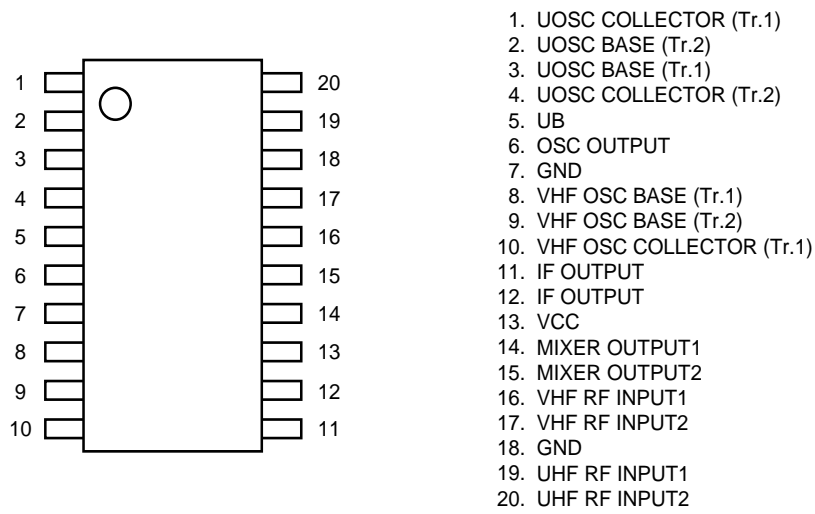 1 20
2 19
3 18
4 17
5 16
6 15
7 14
8 13
9 12
10 11
1. UOSC COLLECTOR (Tr.1)
2. UOSC BASE (Tr.2)
3. UOSC BASE (Tr.1)
4. UOSC COLLECTOR (Tr.2)
5. UB
6. OSC OUTPUT
7. GND
8. VHF OSC BASE (Tr.1)
9. VHF OSC BASE (Tr.2)
10. VHF OSC COLLECTOR (Tr.1)
11. IF OUTPUT
12. IF OUTPUT
13. VCC
14. MIXER OUTPUT1
15. MIXER OUTPUT2
16. VHF RF INPUT1
17. VHF RF INPUT2
18. GND
19. UHF RF INPUT1
20. UHF RF INPUT2